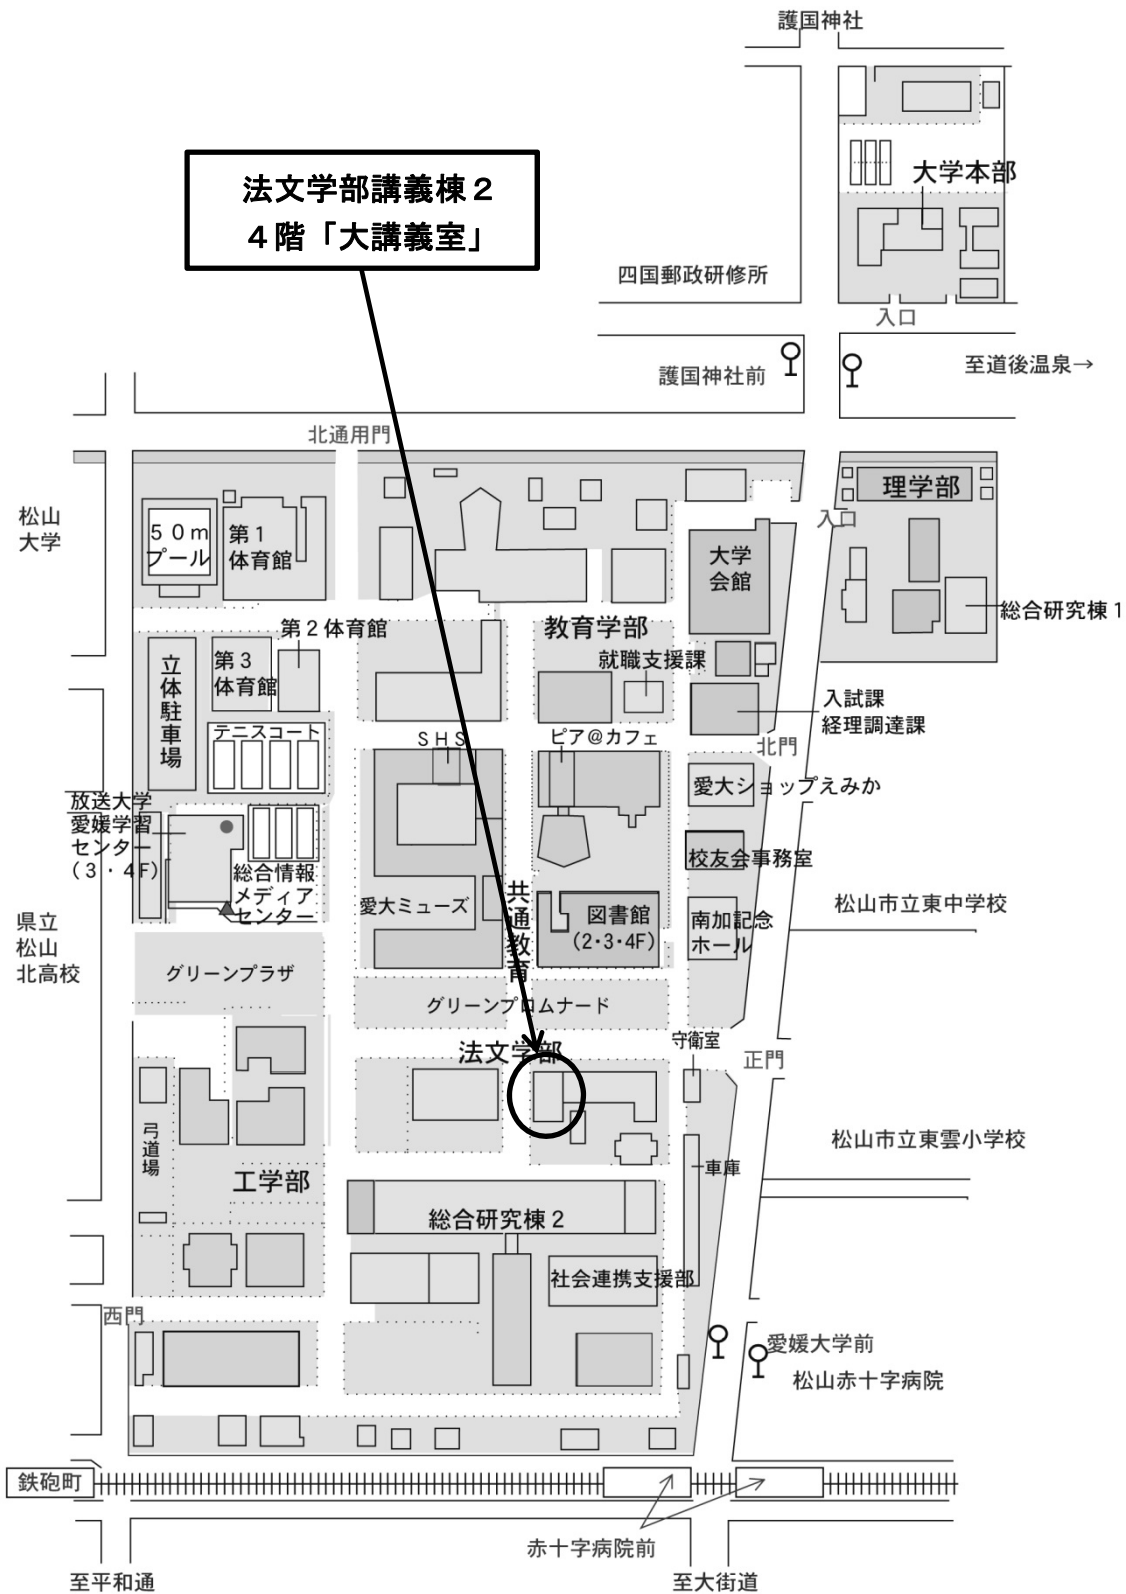 護国神社
大学本部
法文学部講義棟２
４階「大講義室」
四国郵政研修所
入口
護国神社前
至道後温泉→
北通用門
松山
大学
５０ｍ
プール
第１
体育館
大学
会館
理学部
入口
総合研究棟１
第２体育館
教育学部
就職支援課
立体駐車場
第３
体育館
入試課
経理調達課
テニスコート
ＳＨＳ
ピア@カフェ
北門
愛大ショップえみか
放送大学
愛媛学習
センター
（３・４F）
総合情報
メディア
センター
校友会事務室
愛大ミューズ
共通教育
図書館
（2･3･4F）
南加記念
ホール
松山市立東中学校
県立
松山
北高校
グリーンプラザ
グリーンプロムナード
法文学部
守衛室
正門
弓道場
松山市立東雲小学校
車庫
工学部
総合研究棟２
社会連携支援部
西門
愛媛大学前
松山赤十字病院
鉄砲町
赤十字病院前
至平和通
至大街道